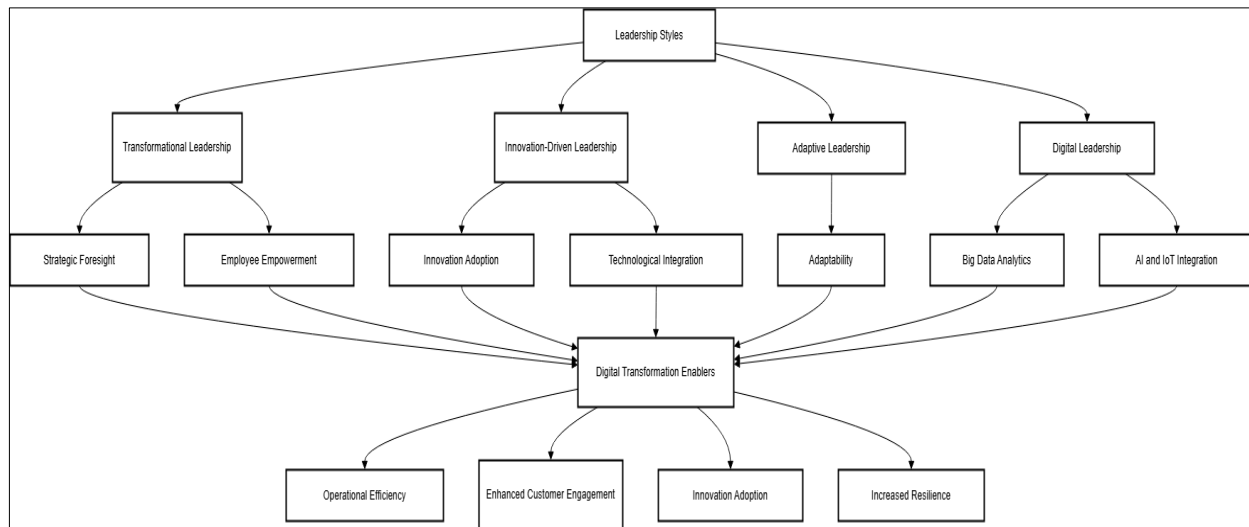 Leadership Styles
Transformational Leadership
Innovation-Driven Leadership
Adaptive Leadership
Digital Leadership
Strategic Foresight
Employee Empowerment
Innovation Adoption
Technological Integration
Adaptability
Big Data Analytics
AI and IoT Integration
Digital Transformation Enablers
Operational Efficiency
Enhanced Customer Engagement
Innovation Adoption
Increased Resilience